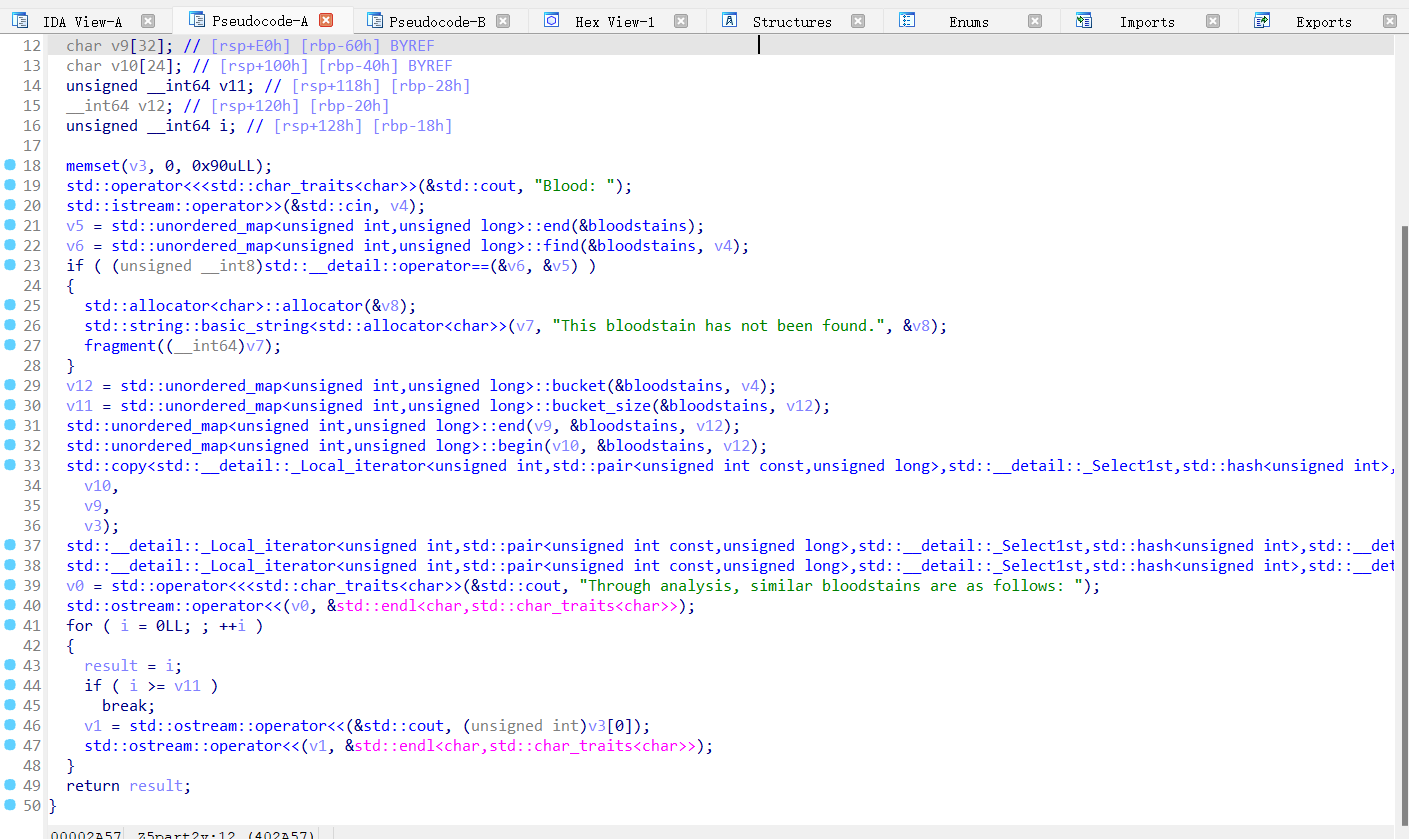 IDA View-A Pseudocode-A Pseudocode-B Hex View-1 Structures Enums Imports Exports
12 char v9[32]; // [rsp+E0h] [rbp-60h] BYREF
13 char v10[24]; // [rsp+100h] [rbp-40h] BYREF
14 unsigned __int64 v11; // [rsp+118h] [rbp-28h]
15 __int64 v12; // [rsp+120h] [rbp-20h]
16 unsigned __int64 i; // [rsp+128h] [rbp-18h]
17
18 memset(v3, 0, 0x90uLL);
19 std::operator<<<std::char_traits<char>>(&std::cout, "Blood: ");
20 std::istream::operator>>(&std::cin, v4);
21 v5 = std::unordered_map<unsigned int,unsigned long>::end(&bloodstains);
22 v6 = std::unordered_map<unsigned int,unsigned long>::find(&bloodstains, v4);
23 if ( (unsigned __int8)std::__detail::operator==(&v6, &v5) )
24 {
25 std::allocator<char>::allocator(&v8);
26 std::string::basic_string<std::allocator<char>>(v7, "This bloodstain has not been found.", &v8);
27 fragment((__int64)v7);
28 }
29 v12 = std::unordered_map<unsigned int,unsigned long>::bucket(&bloodstains, v4);
30 v11 = std::unordered_map<unsigned int,unsigned long>::bucket_size(&bloodstains, v12);
31 std::unordered_map<unsigned int,unsigned long>::end(v9, &bloodstains, v12);
32 std::unordered_map<unsigned int,unsigned long>::begin(v10, &bloodstains, v12);
33 std::copy<std::__detail::_Local_iterator<unsigned int,std::pair<unsigned int const,unsigned long>,std::__detail::_Select1st,std::hash<unsigned int>,
34 v10,
35 v9,
36 v3);
37 std::__detail::_Local_iterator<unsigned int,std::pair<unsigned int const,unsigned long>,std::__detail::_Select1st,std::hash<unsigned int>,std::__det
38 std::__detail::_Local_iterator<unsigned int,std::pair<unsigned int const,unsigned long>,std::__detail::_Select1st,std::hash<unsigned int>,std::__det
39 v0 = std::operator<<<std::char_traits<char>>(&std::cout, "Through analysis, similar bloodstains are as follows: ");
40 std::ostream::operator<<(v0, &std::endl<char,std::char_traits<char>>);
41 for ( i = 0LL; ; ++i )
42 {
43 result = i;
44 if ( i >= v11 )
45 break;
46 v1 = std::ostream::operator<<(&std::cout, (unsigned int)v3[0]);
47 std::ostream::operator<<(v1, &std::endl<char,std::char_traits<char>>);
48 }
49 return result;
50 }
00002A57 Z5part2v:12 (402A57)